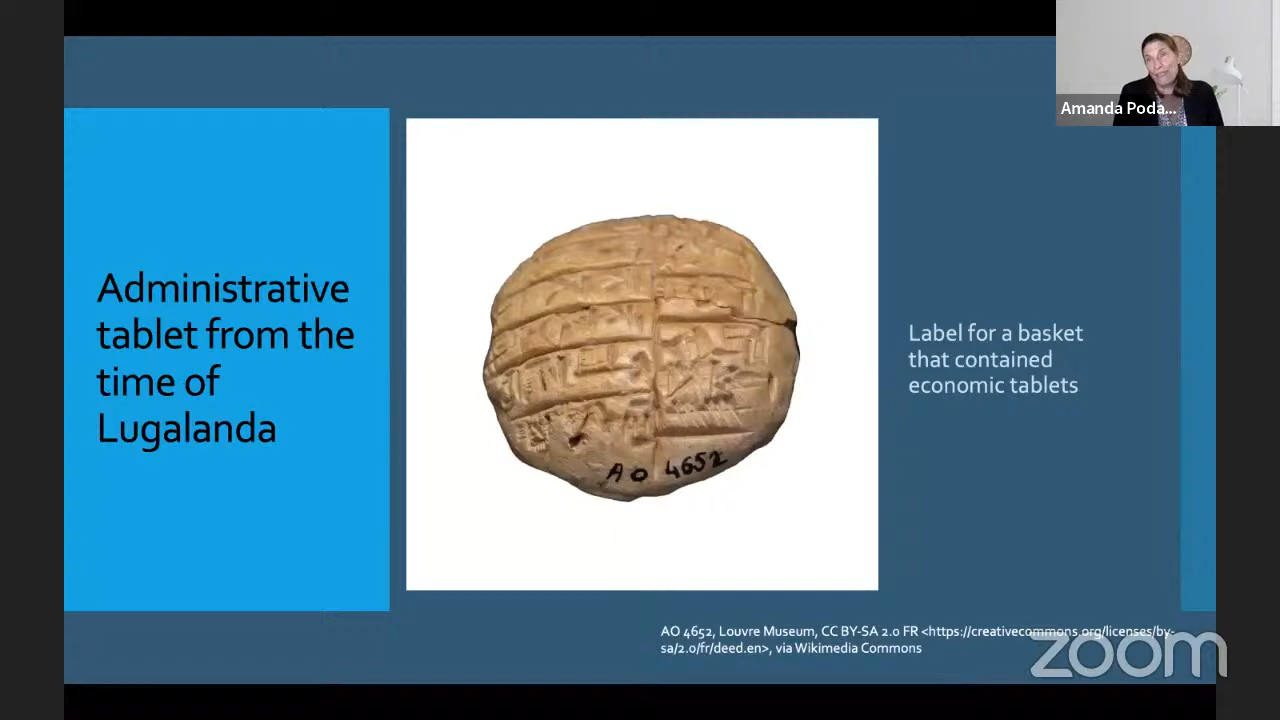 Amanda Poda...
Administrative
tablet from the
time of
Lugalanda
AO 4652
Label for a basket
that contained
economic tablets
AO 4652, Louvre Museum, CC BY-SA 2.0 FR <https://creativecommons.org/licenses/by-
sa/2.0/fr/deed.en>, via Wikimedia Commons
zoom